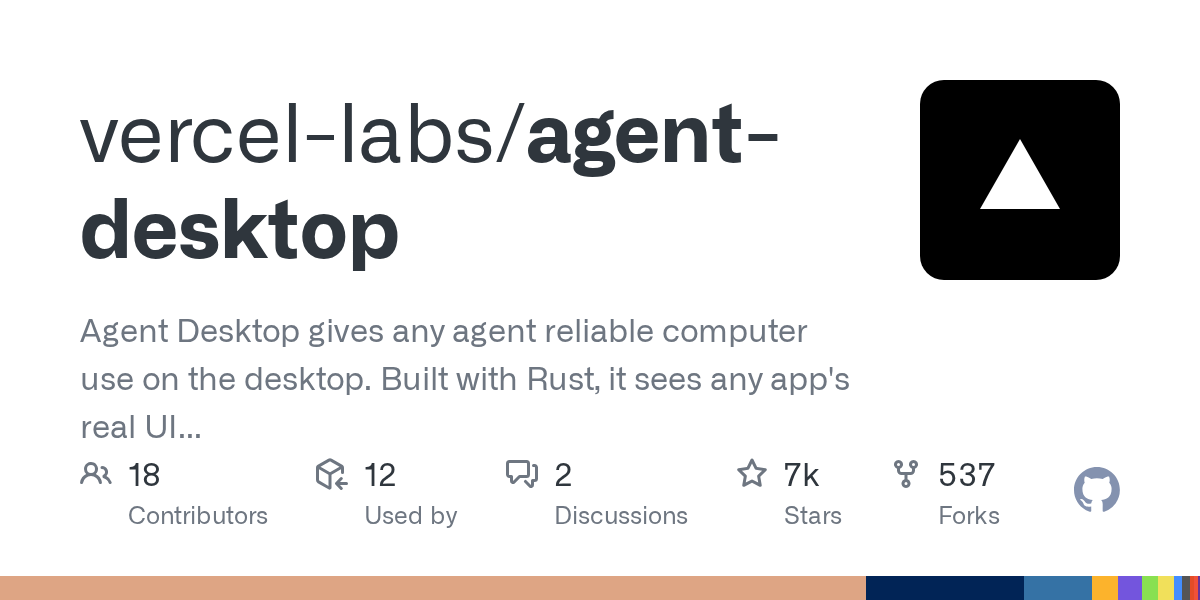 vercel-labs/agent-
desktop
Agent Desktop gives any agent reliable computer
use on the desktop. Built with Rust, it sees any app's
real UI...
18 12 2 7k 537
Contributors Used by Discussions Stars Forks